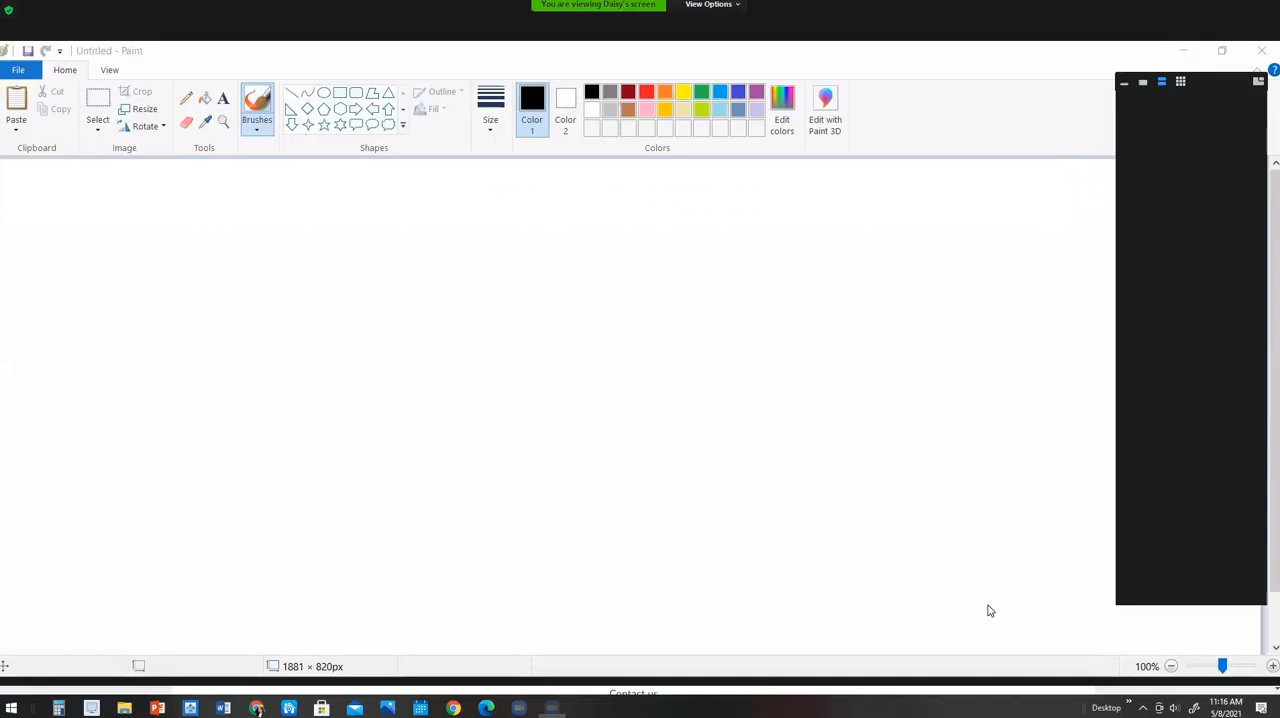 You are viewing Daisy's screen View Options
Untitled - Paint
File Home View
Cut Crop Outline
Copy Resize Fill
Paste Select Rotate Brushes Size Color 1 Color 2 Edit colors Edit with Paint 3D
Clipboard Image Tools Shapes Colors
1881 × 820px 100%
Contact us
Desktop 11:16 AM
5/8/2021